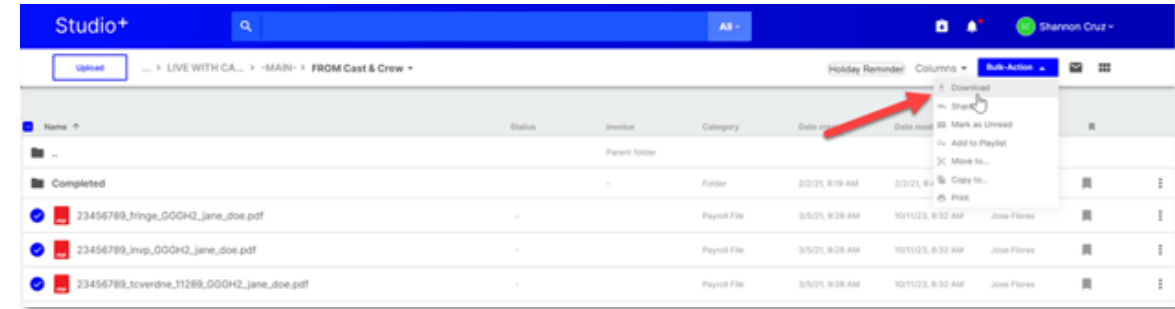 Studio+ All Shannon Cruz
Upload ... > LIVE WITH CA... > -MAIN- > FROM Cast & Crew Holiday Reminder Columns Bulk-Action
Download
Share
Mark as Unread
Add to Playlist
Move to...
Copy to...
Print
Name ↑ Status Invoice Category Date Date
.. Parent folder
Completed - Folder 2/2/21, 8:19 AM 2/2/21,
23456789_fringe_GGGH2_jane_doe.pdf - Payroll File 3/5/21, 9:28 AM 10/11/23, 8:32 AM Jose Flores
23456789_invp_GGGH2_jane_doe.pdf - Payroll File 3/5/21, 9:28 AM 10/11/23, 8:32 AM Jose Flores
23456789_tcverdne_11289_GGGH2_jane_doe.pdf - Payroll File 3/5/21, 9:28 AM 10/11/23, 8:32 AM Jose Flores